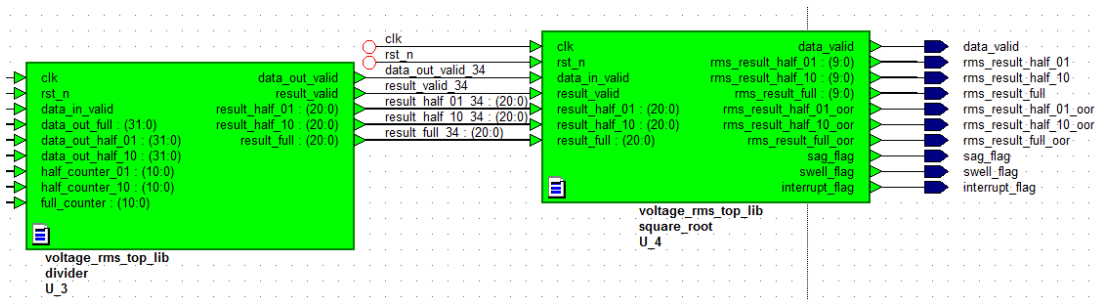 clk
rst_n
data_in_valid
data_out_full : (31:0)
data_out_half_01 : (31:0)
data_out_half_10 : (31:0)
half_counter_01 : (10:0)
half_counter_10 : (10:0)
full_counter : (10:0)
data_out_valid
result_valid
result_half_01 : (20:0)
result_half_10 : (20:0)
result_full : (20:0)
voltage_rms_top_lib
divider
U_3
clk
rst_n
data_out_valid_34
result_valid_34
result_half_01_34 : (20:0)
result_half_10_34 : (20:0)
result_full_34 : (20:0)
clk
rst_n
data_in_valid
result_valid
result_half_01 : (20:0)
result_half_10 : (20:0)
result_full : (20:0)
data_valid
rms_result_half_01 : (9:0)
rms_result_half_10 : (9:0)
rms_result_full : (9:0)
rms_result_half_01_oor
rms_result_half_10_oor
rms_result_full_oor
sag_flag
swell_flag
interrupt_flag
voltage_rms_top_lib
square_root
U_4
data_valid
rms_result_half_01
rms_result_half_10
rms_result_full
rms_result_half_01_oor
rms_result_half_10_oor
rms_result_full_oor
sag_flag
swell_flag
interrupt_flag